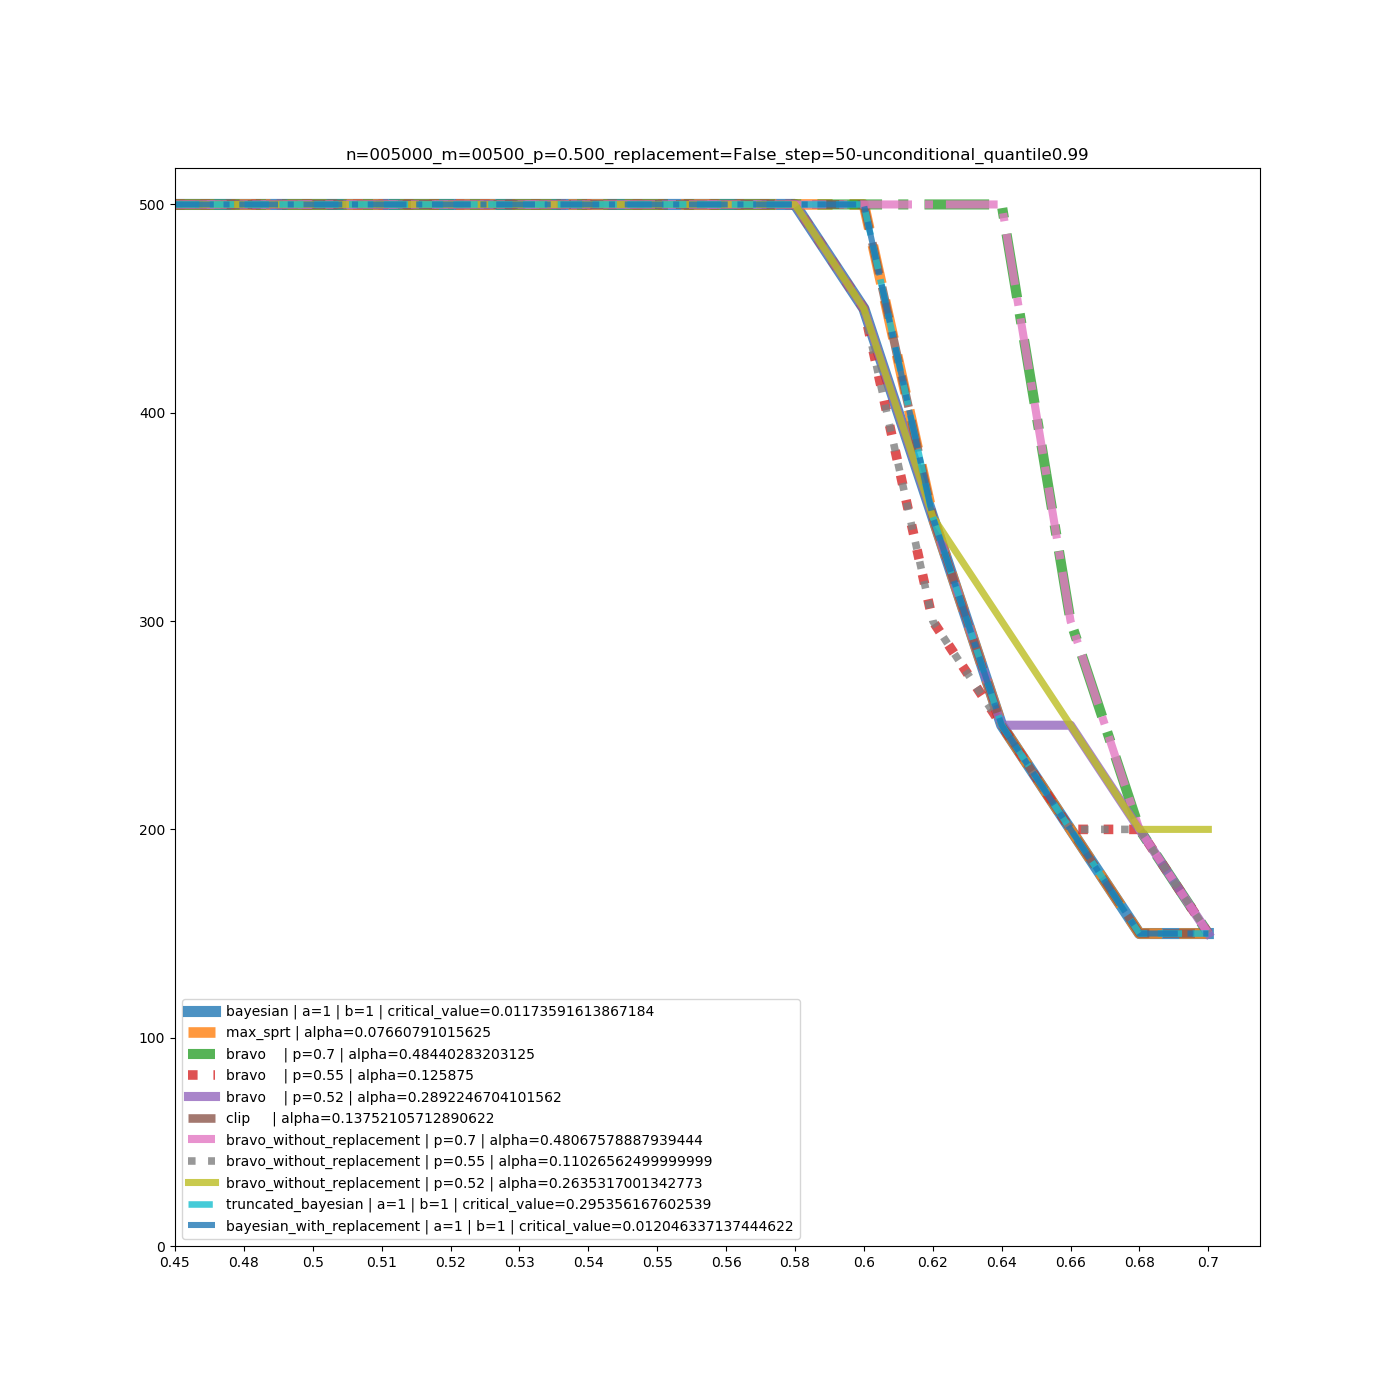 n=005000_m=00500_p=0.500_replacement=False_step=50-unconditional_quantile0.99
500
400
300
200
100
0
bayesian | a=1 | b=1 | critical_value=0.01173591613867184
max_sprt | alpha=0.07660791015625
bravo | p=0.7 | alpha=0.48440283203125
bravo | p=0.55 | alpha=0.125875
bravo | p=0.52 | alpha=0.2892246704101562
clip | alpha=0.13752105712890622
bravo_without_replacement | p=0.7 | alpha=0.48067578887939444
bravo_without_replacement | p=0.55 | alpha=0.11026562499999999
bravo_without_replacement | p=0.52 | alpha=0.2635317001342773
truncated_bayesian | a=1 | b=1 | critical_value=0.295356167602539
bayesian_with_replacement | a=1 | b=1 | critical_value=0.012046337137444622
0.45 0.48 0.5 0.51 0.52 0.53 0.54 0.55 0.56 0.58 0.6 0.62 0.64 0.66 0.68 0.7